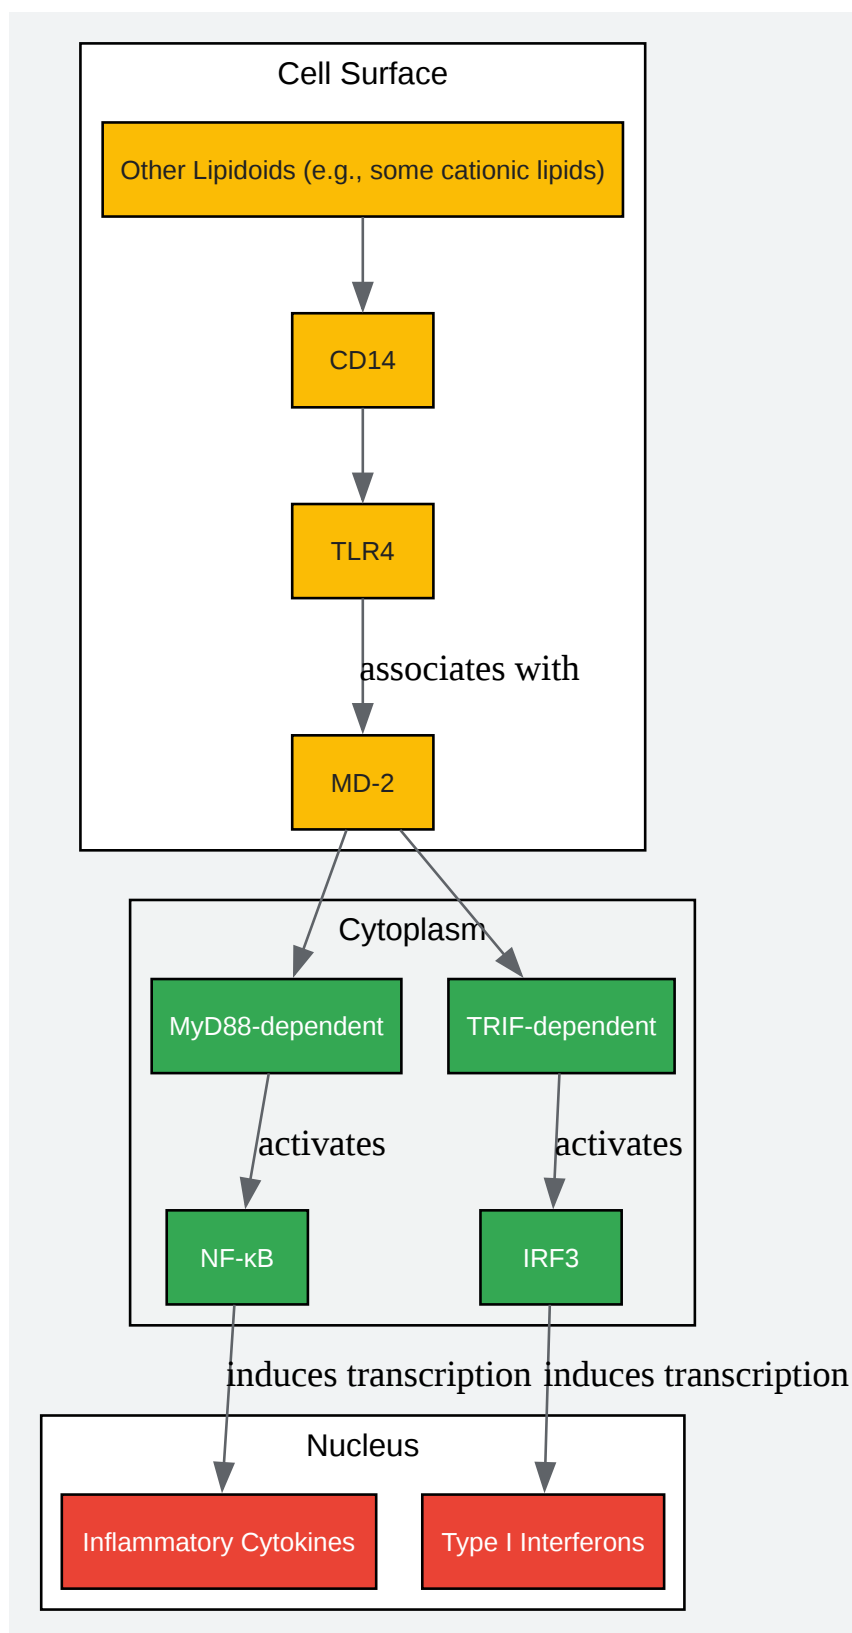 Cell Surface
Other Lipidoids (e.g., some cationic lipids)
CD14
TLR4
associates with
MD-2
Cytoplasm
MyD88-dependent
TRIF-dependent
activates
activates
NF-κB
IRF3
induces transcription
induces transcription
Nucleus
Inflammatory Cytokines
Type I Interferons